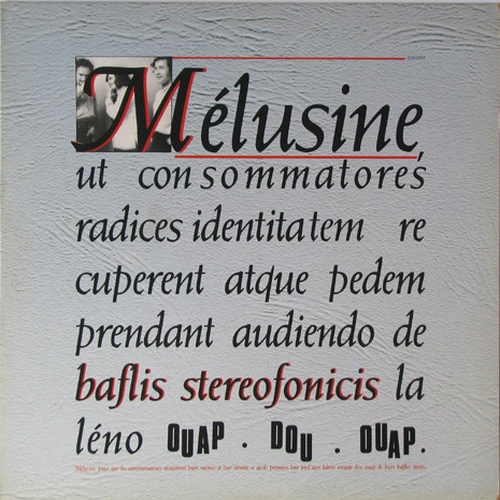 Mélusine,
ut consommatores
radices identitatem re
cuperent atque pedem
prendant audiendo de
baflis stereofonicis la
léno OUAP . DOU . OUAP.